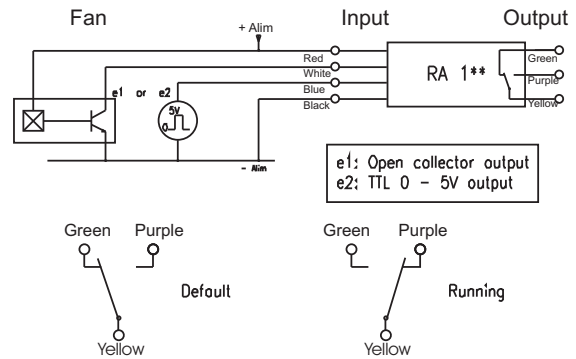 Fan
Input
Output
+ Alim
Red
White
Blue
Black
RA 1**
Green
Purple
Yellow
e1 or e2
5V
0
- Alim
e1: Open collector output
e2: TTL 0 - 5V output
Green
Purple
Default
Yellow
Green
Purple
Running
Yellow